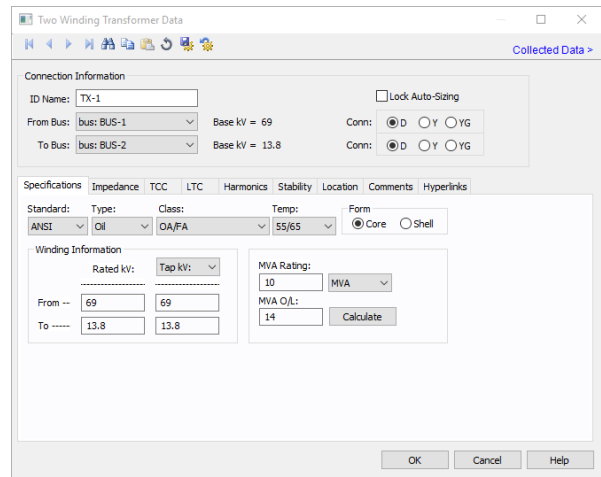 Two Winding Transformer Data
Collected Data >
Connection Information
ID Name: TX-1 Lock Auto-Sizing
From Bus: bus: BUS-1 Base kV = 69 Conn: D Y YG
To Bus: bus: BUS-2 Base kV = 13.8 Conn: D Y YG
Specifications Impedance TCC LTC Harmonics Stability Location Comments Hyperlinks
Standard: Type: Class: Temp: Form
ANSI Oil OA/FA 55/65 Core Shell
Winding Information
Rated kV: Tap kV:
From -- 69 69
To ----- 13.8 13.8
MVA Rating:
10 MVA
MVA O/L:
14 Calculate
OK Cancel Help